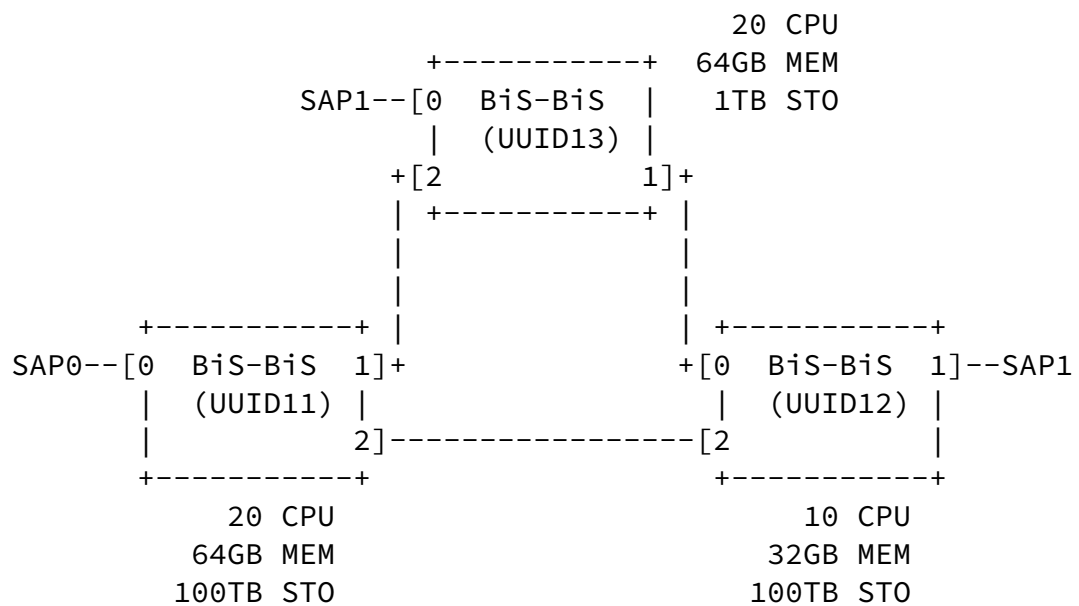 20 CPU
                      +-----------+  64GB MEM
               SAP1--[0  BiS-BiS  |   1TB STO
                      |  (UUID13) |
                    +[2          1]+
                    | +-----------+ |
                    |               |
                    |               |
                    |               |
       +-----------+ |               | +-----------+
SAP0--[0  BiS-BiS  1]+               +[0  BiS-BiS  1]--SAP1
       |  (UUID11) |                   |  (UUID12) |
       |           2]----------------[2           |
       +-----------+                   +-----------+
            20 CPU                          10 CPU
          64GB MEM                        32GB MEM
         100TB STO                       100TB STO